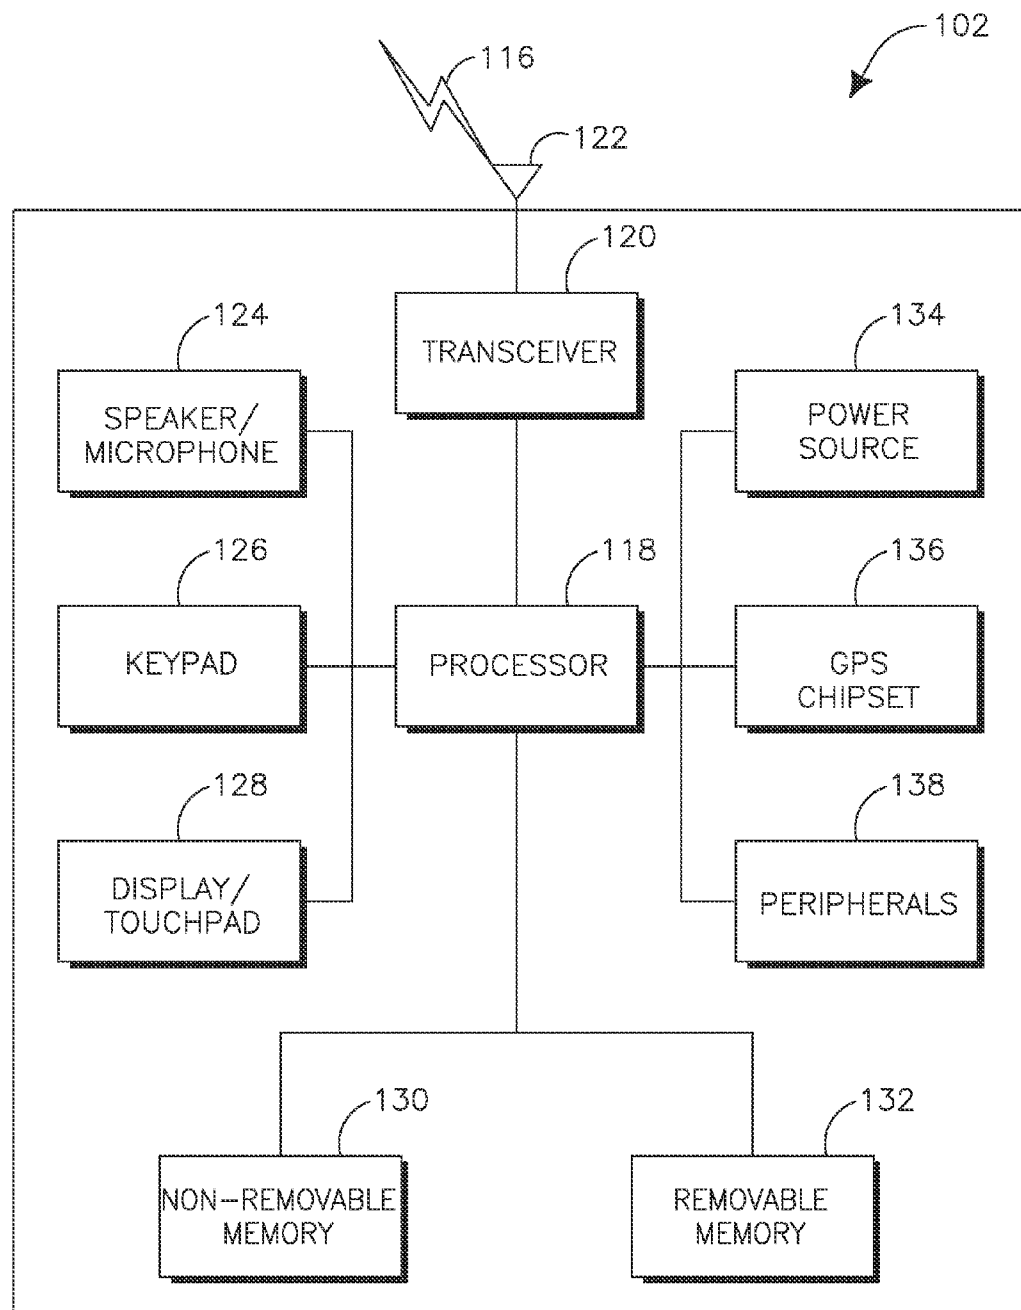 102
116
122
120
TRANSCEIVER
124
SPEAKER/
MICROPHONE
134
POWER
SOURCE
126
KEYPAD
118
PROCESSOR
136
GPS
CHIPSET
128
DISPLAY/
TOUCHPAD
138
PERIPHERALS
130
NON-REMOVABLE
MEMORY
132
REMOVABLE
MEMORY